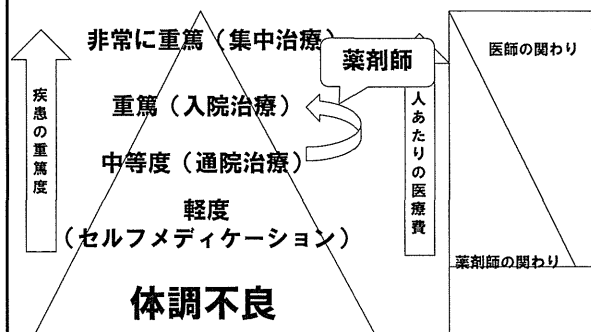 非常に重篤（集中治療）
薬剤師
医師の関わり
疾患の重篤度
重篤（入院治療）
人あたりの医療費
中等度（通院治療）
軽度
（セルフメディケーション）
薬剤師の関わり
体調不良